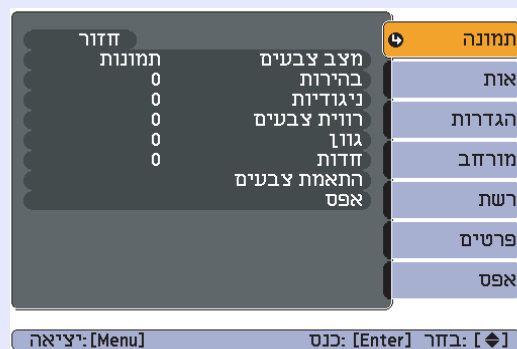 תמונה
אות
הגדרות
מורחב
רשת
פרטים
אפס
חזור
מצב צבעים תמונות
בהירות 0
ניגודיות 0
רווית צבעים 0
גוון 0
חדות 0
התאמת צבעים
אפס
[◆]: בחר [Enter]: כנס [Menu]: יציאה